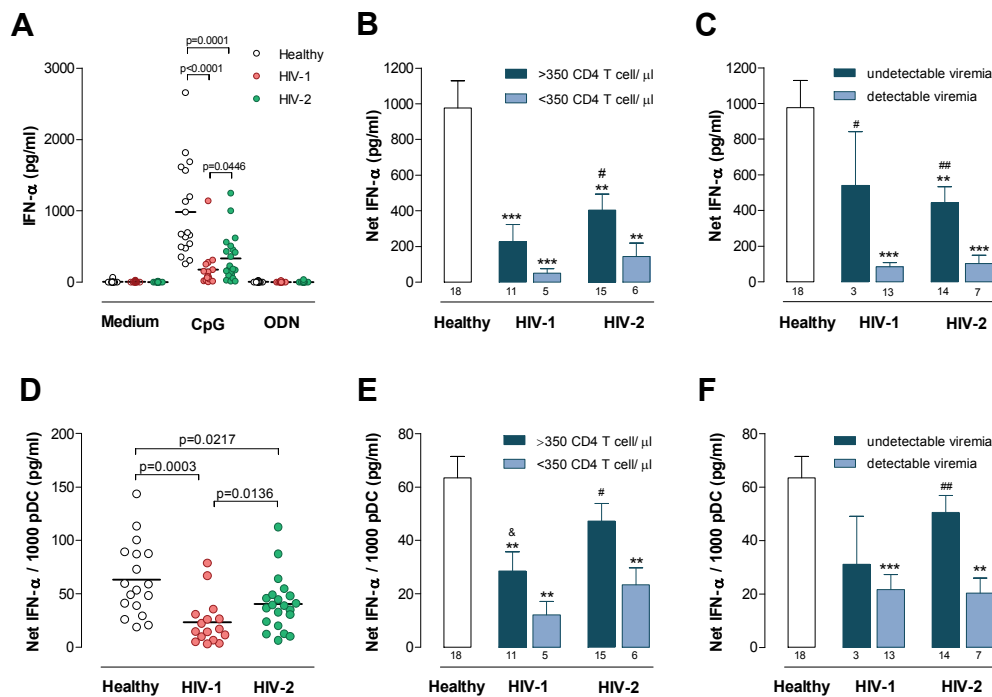 A
p=0.0001
p<0.0001
p=0.0446
Healthy
HIV-1
HIV-2
IFN-α (pg/ml)
3000
2000
1000
0
Medium CpG ODN
B
>350 CD4 T cell/ µl
<350 CD4 T cell/ µl
Net IFN-α (pg/ml)
1200
1000
800
600
400
200
0
***
***
#
**
**
18 11 5 15 6
Healthy HIV-1 HIV-2
C
undetectable viremia
detectable viremia
Net IFN-α (pg/ml)
1200
1000
800
600
400
200
0
#
***
##
**
***
18 3 13 14 7
Healthy HIV-1 HIV-2
D
p=0.0217
p=0.0003
p=0.0136
Net IFN-α / 1000 pDC (pg/ml)
200
150
100
50
0
Healthy HIV-1 HIV-2
E
>350 CD4 T cell/ µl
<350 CD4 T cell/ µl
Net IFN-α / 1000 pDC (pg/ml)
80
60
40
20
0
&
**
**
#
**
18 11 5 15 6
Healthy HIV-1 HIV-2
F
undetectable viremia
detectable viremia
Net IFN-α / 1000 pDC (pg/ml)
80
60
40
20
0
***
##
**
18 3 13 14 7
Healthy HIV-1 HIV-2